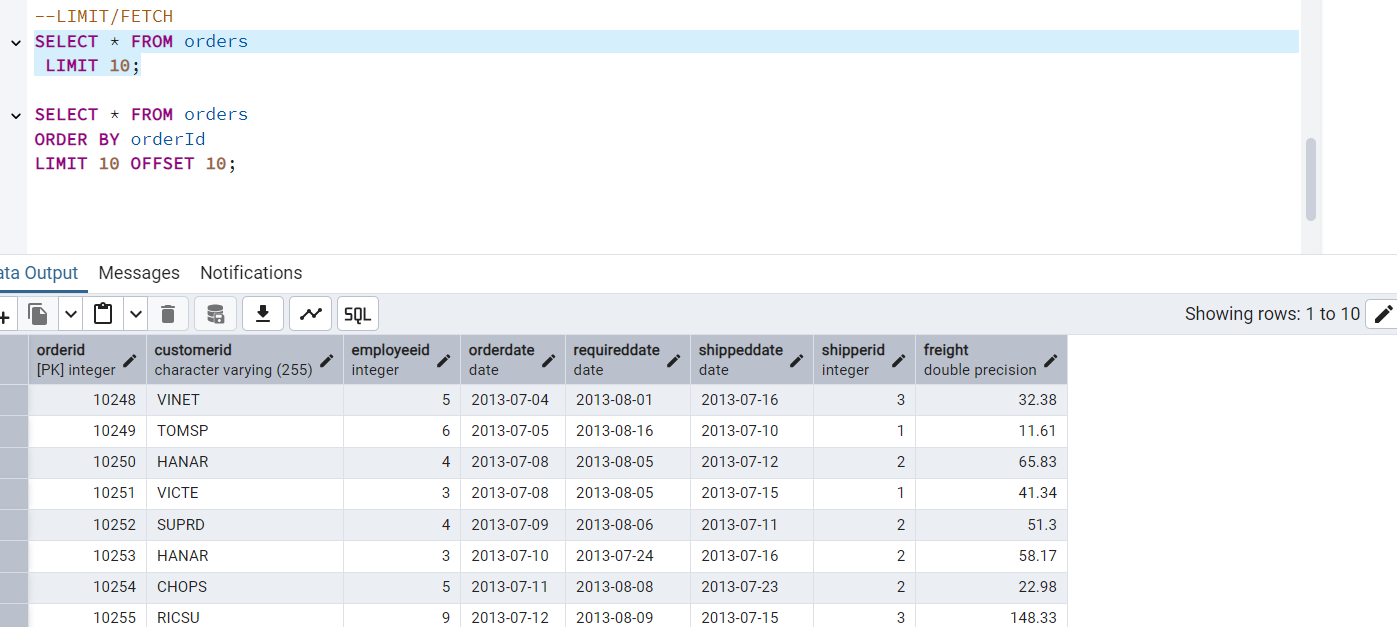 --LIMIT/FETCH
SELECT * FROM orders
LIMIT 10;
SELECT * FROM orders
ORDER BY orderId
LIMIT 10 OFFSET 10;
ata Output Messages Notifications
SQL Showing rows: 1 to 10
orderid customerid employeeid orderdate requireddate shippeddate shipperid freight
[PK] integer character varying (255) integer date date date integer double precision
10248 VINET 5 2013-07-04 2013-08-01 2013-07-16 3 32.38
10249 TOMSP 6 2013-07-05 2013-08-16 2013-07-10 1 11.61
10250 HANAR 4 2013-07-08 2013-08-05 2013-07-12 2 65.83
10251 VICTE 3 2013-07-08 2013-08-05 2013-07-15 1 41.34
10252 SUPRD 4 2013-07-09 2013-08-06 2013-07-11 2 51.3
10253 HANAR 3 2013-07-10 2013-07-24 2013-07-16 2 58.17
10254 CHOPS 5 2013-07-11 2013-08-08 2013-07-23 2 22.98
10255 RICSU 9 2013-07-12 2013-08-09 2013-07-15 3 148.33